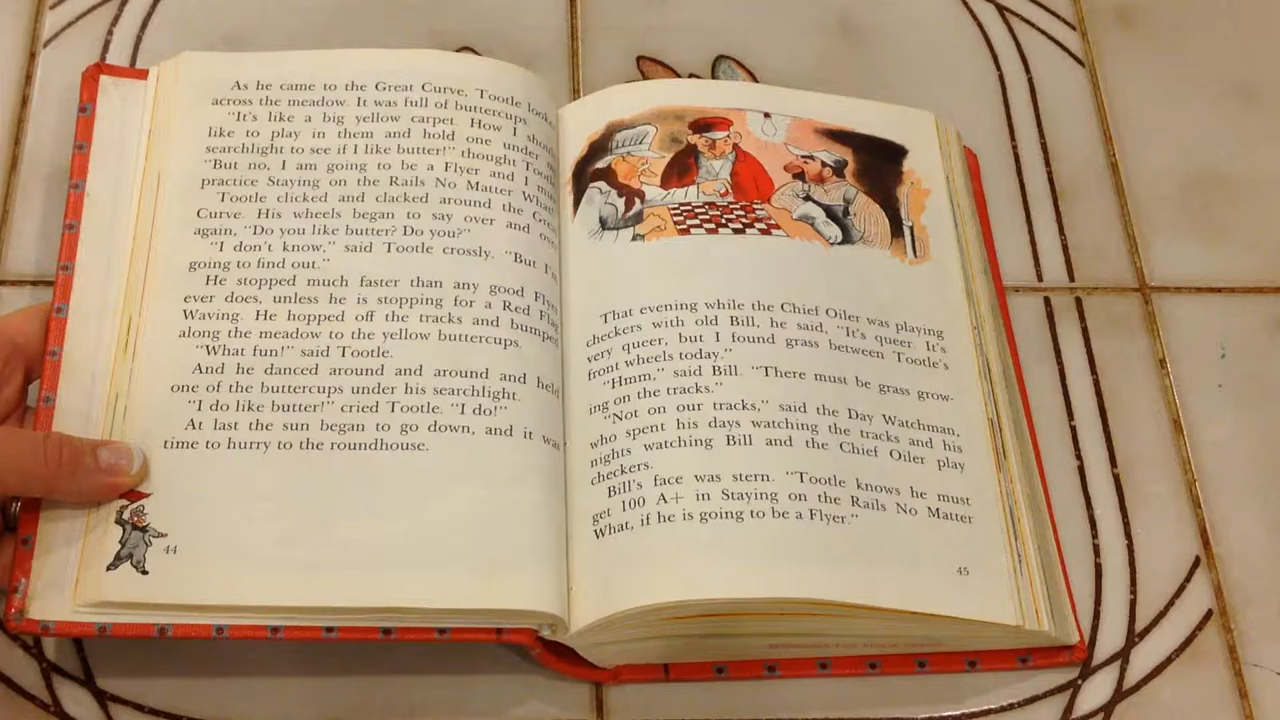 As he came to the Great Curve, Tootle
across the meadow. It was full of buttercups.
"It's like a big yellow carpet. How I
like to play in them and hold one under
searchlight to see if I like butter!" thought
"But no, I am going to be a Flyer and I
practice Staying on the Rails No Matter What!"
Tootle clicked and clacked around the
Curve. His wheels began to say over and over
again, "Do you like butter? Do you?"
"I don't know," said Tootle crossly. "But I'm
going to find out."
He stopped much faster than any good Flyer
ever does, unless he is stopping for a Red Flag
Waving. He hopped off the tracks and bumped
along the meadow to the yellow buttercups.
"What fun!" said Tootle.
And he danced around and around and held
one of the buttercups under his searchlight.
"I do like butter!" cried Tootle. "I do!"
At last the sun began to go down, and it was
time to hurry to the roundhouse.
44
That evening while the Chief Oiler was playing
checkers with old Bill, he said, "It's queer. It's
very queer, but I found grass between Tootle's
front wheels today."
"Hmm," said Bill. "There must be grass grow-
ing on the tracks."
"Not on our tracks," said the Day Watchman,
who spent his days watching the tracks and his
nights watching Bill and the Chief Oiler play
checkers.
Bill's face was stern. "Tootle knows he must
get 100 A+ in Staying on the Rails No Matter
What, if he is going to be a Flyer."
45